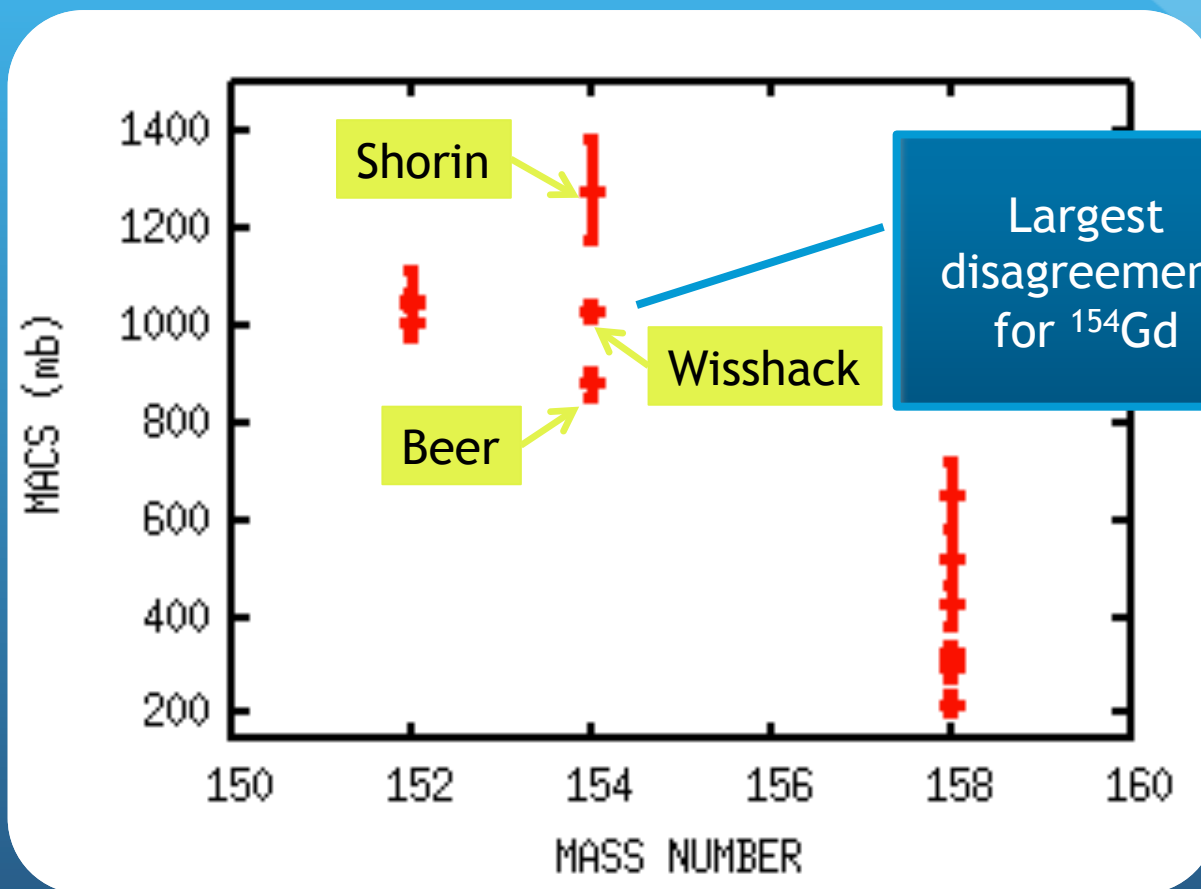 1400
1200
1000
800
600
400
200
MACS (mb)
150 152 154 156 158 160
MASS NUMBER
Shorin
Wisshack
Beer
Largest
disagreemen
for ¹⁵⁴Gd